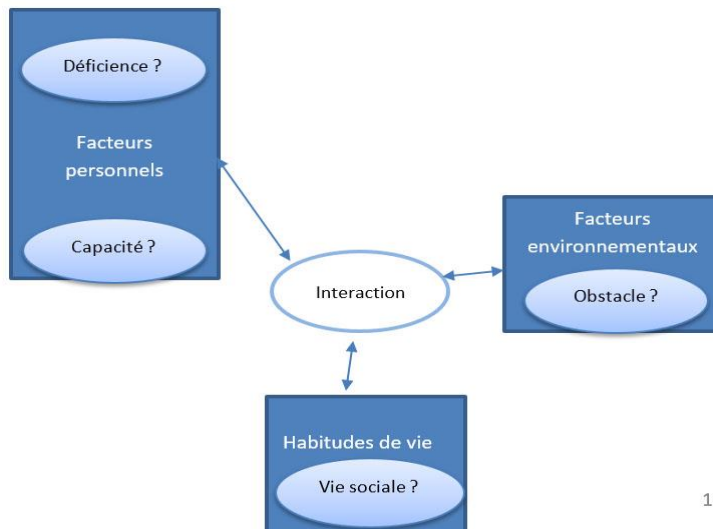 Déficience ?
Facteurs
personnels
Capacité ?
Interaction
Facteurs
environnementaux
Obstacle ?
Habitudes de vie
Vie sociale ?
1